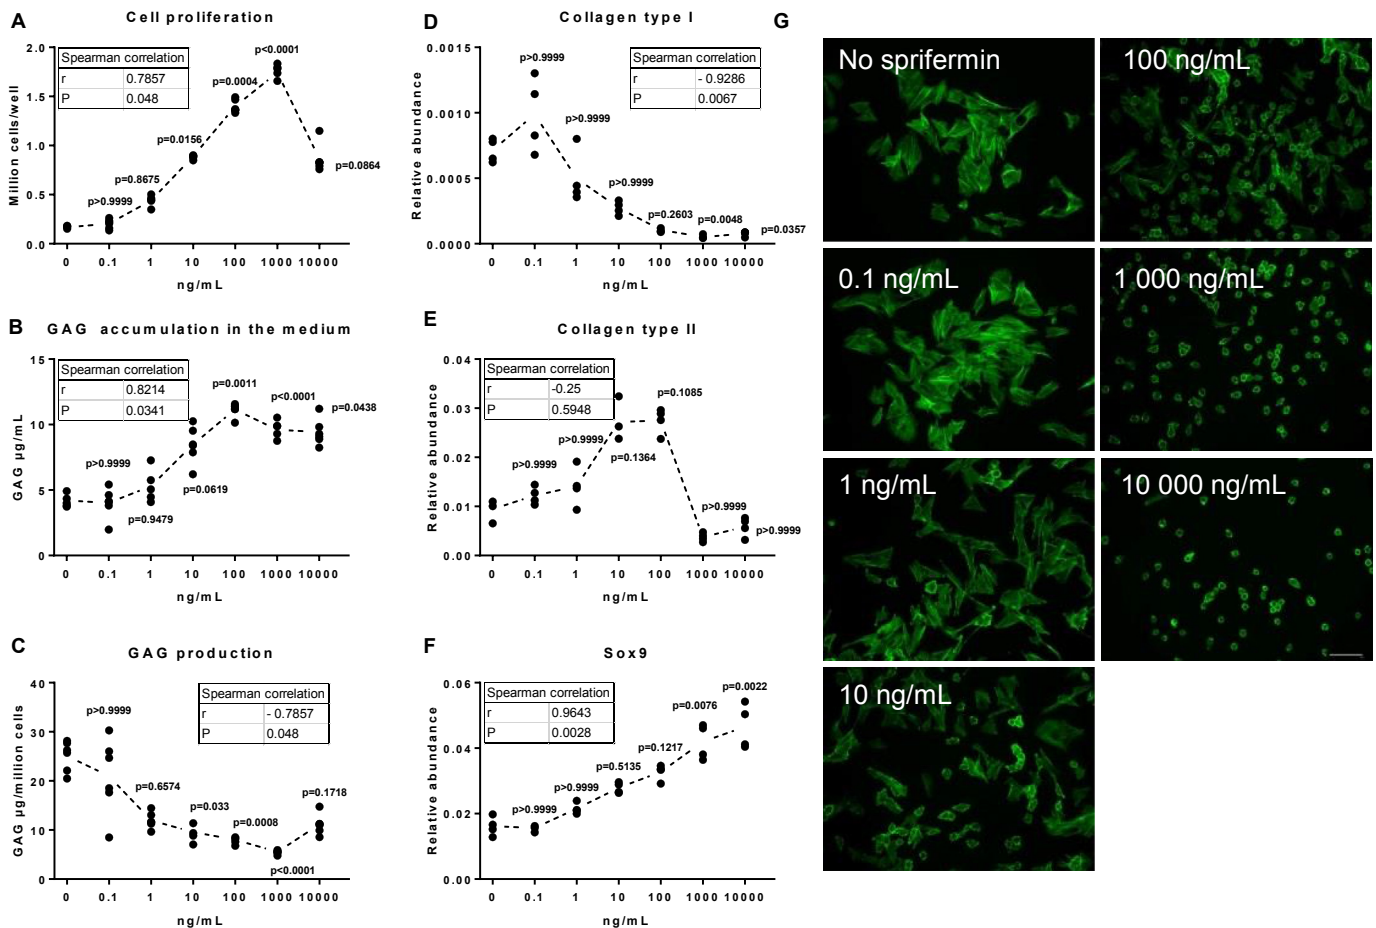 A
Cell proliferation
Million cells/well
2.0
1.5
1.0
0.5
0.0
Spearman correlation
r 0.7857
P 0.048
p>0.9999
p=0.8675
p=0.0156
p=0.0004
p<0.0001
p=0.0864
0 0.1 1 10 100 1000 10000
ng/mL
B
GAG accumulation in the medium
GAG µg/mL
15
10
5
0
Spearman correlation
r 0.8214
P 0.0341
p>0.9999
p=0.9479
p=0.0619
p=0.0011
p<0.0001
p=0.0438
0 0.1 1 10 100 1000 10000
ng/mL
C
GAG production
GAG µg/million cells
40
30
20
10
0
Spearman correlation
r - 0.7857
P 0.048
p>0.9999
p=0.6574
p=0.033
p=0.0008
p<0.0001
p=0.1718
0 0.1 1 10 100 1000 10000
ng/mL
D
Collagen type I
Relative abundance
0.0015
0.0010
0.0005
0.0000
Spearman correlation
r - 0.9286
P 0.0067
p>0.9999
p>0.9999
p>0.9999
p=0.2603
p=0.0048
p=0.0357
0 0.1 1 10 100 1000 10000
ng/mL
E
Collagen type II
Relative abundance
0.04
0.03
0.02
0.01
0.00
Spearman correlation
r -0.25
P 0.5948
p>0.9999
p>0.9999
p=0.1364
p=0.1085
p>0.9999
p>0.9999
0 0.1 1 10 100 1000 10000
ng/mL
F
Sox9
Relative abundance
0.06
0.04
0.02
0.00
Spearman correlation
r 0.9643
P 0.0028
p>0.9999
p>0.9999
p=0.5135
p=0.1217
p=0.0076
p=0.0022
0 0.1 1 10 100 1000 10000
ng/mL
G
No sprifermin
100 ng/mL
0.1 ng/mL
1 000 ng/mL
1 ng/mL
10 000 ng/mL
10 ng/mL